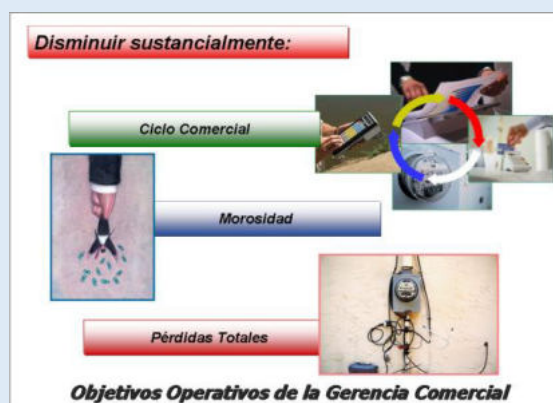 Disminuir sustancialmente:
Ciclo Comercial
Morosidad
Pérdidas Totales
Objetivos Operativos de la Gerencia Comercial